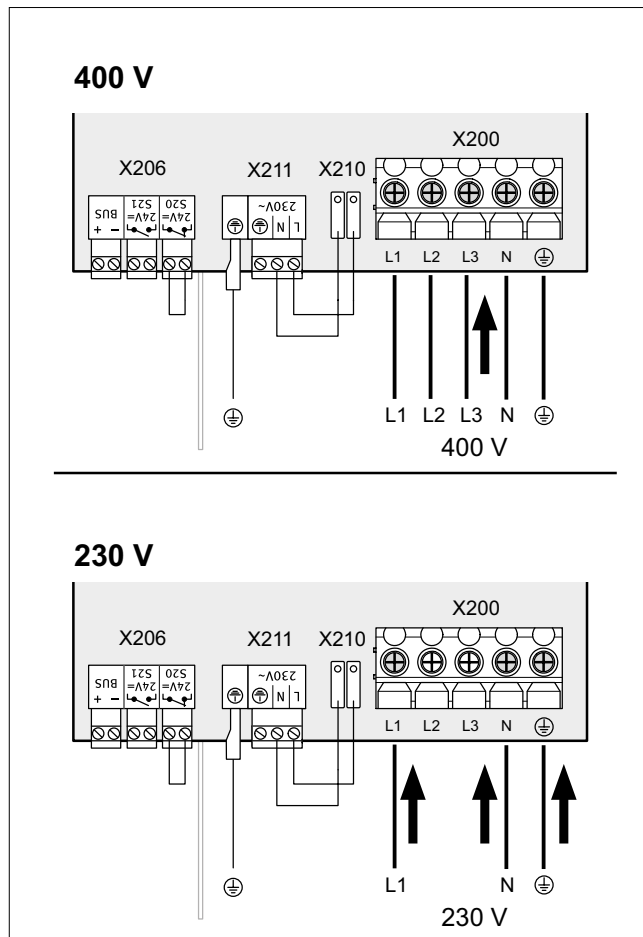 400 V
X200
X206 X211 X210
+ – BUS S21 24V= S20 24V= 230V~ N L
L1 L2 L3 N
L1 L2 L3 N
400 V
230 V
X200
X206 X211 X210
+ – BUS S21 24V= S20 24V= 230V~ N L
L1 L2 L3 N
L1 N
230 V